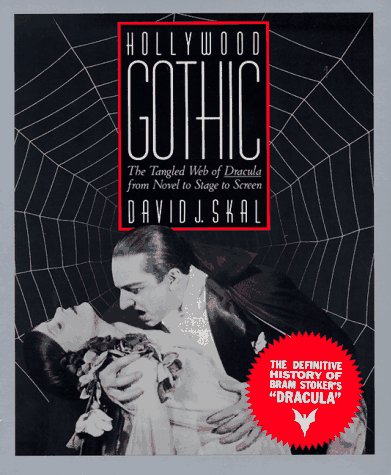 HOLLYWOOD
GOTHIC
The Tangled Web of Dracula
from Novel to Stage to Screen
DAVID J. SKAL
THE DEFINITIVE
HISTORY OF
BRAM STOKER'S
"DRACULA"